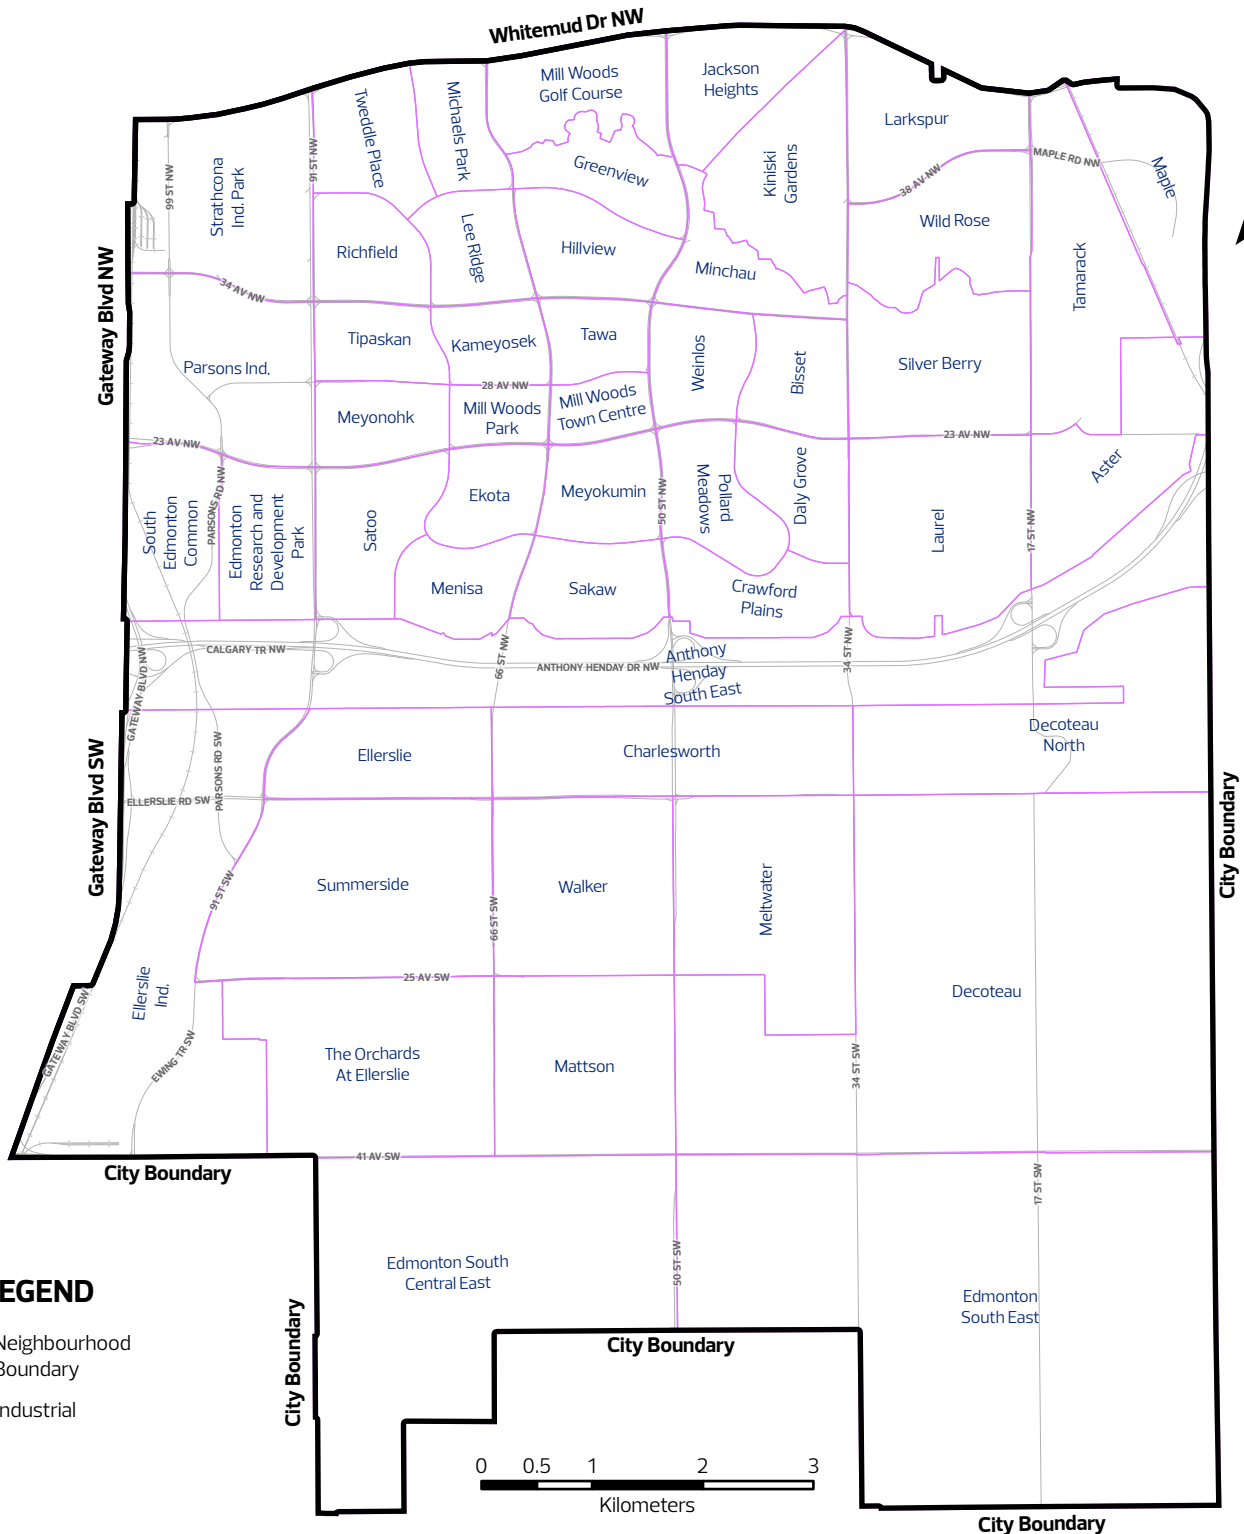 Whitemud Dr NW
Mill Woods
Golf Course
Jackson
Heights
Tweddle Place
Michaels Park
Larkspur
Strathcona
Ind. Park
99 ST NW
91 ST NW
Greenview
Kiniski
Gardens
38 AV NW
MAPLE RD NW
Maple
Wild Rose
Richfield
Lee Ridge
Hillview
Minchau
Tamarack
Gateway Blvd NW
34 AV NW
Tipaskan
Kameyosek
Tawa
Weinlos
Bisset
Silver Berry
Parsons Ind.
28 AV NW
Meyonohk
Mill Woods
Park
Mill Woods
Town Centre
23 AV NW
23 AV NW
South
Edmonton
Common
PARSONS RD NW
Edmonton
Research and
Development
Park
Satoo
Ekota
Meyokumin
50 ST NW
Pollard
Meadows
Daly Grove
Laurel
17 ST NW
Aster
Menisa
Sakaw
Crawford
Plains
CALGARY TR NW
GATEWAY BLVD NW
66 ST NW
ANTHONY HENDAY DR NW
Anthony
Henday
South East
34 ST NW
Decoteau
North
Ellerslie
Charlesworth
Gateway Blvd SW
ELLERSLIE RD SW
PARSONS RD SW
City Boundary
91 ST SW
Summerside
66 ST SW
Walker
Meltwater
25 AV SW
Ellerslie
Ind.
Decoteau
GATEWAY BLVD SW
EWING TR SW
The Orchards
At Ellerslie
Mattson
34 ST SW
41 AV SW
City Boundary
17 ST SW
Edmonton South
Central East
50 ST SW
Edmonton
South East
EGEND
Neighbourhood
Boundary
ndustrial
City Boundary
City Boundary
0 0.5 1 2 3
Kilometers
City Boundary